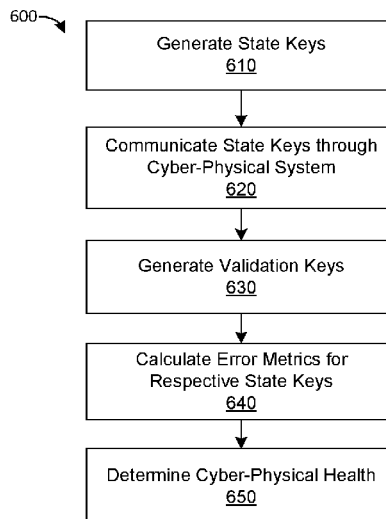 600
Generate State Keys
610
Communicate State Keys through
Cyber-Physical System
620
Generate Validation Keys
630
Calculate Error Metrics for
Respective State Keys
640
Determine Cyber-Physical Health
650